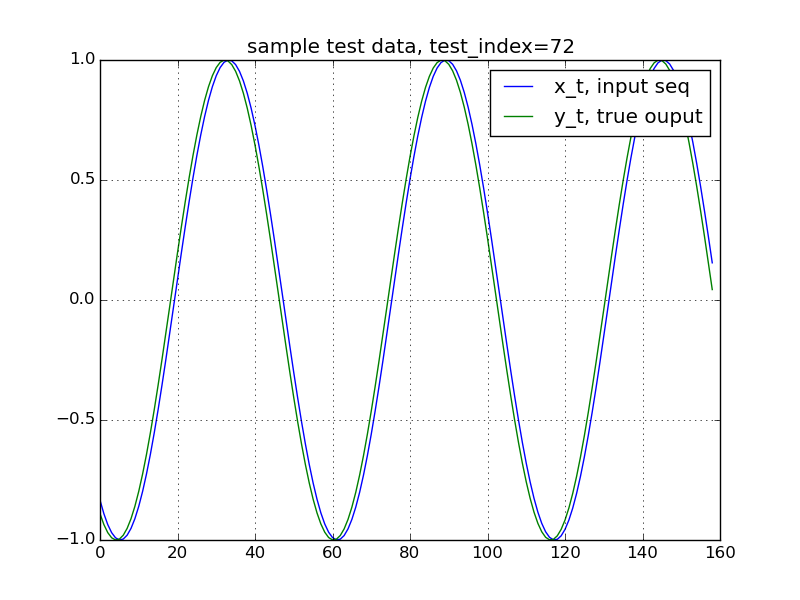 sample test data, test_index=72
1.0
x_t, input seq
y_t, true ouput
0.5
0.0
−0.5
−1.0
0 20 40 60 80 100 120 140 160